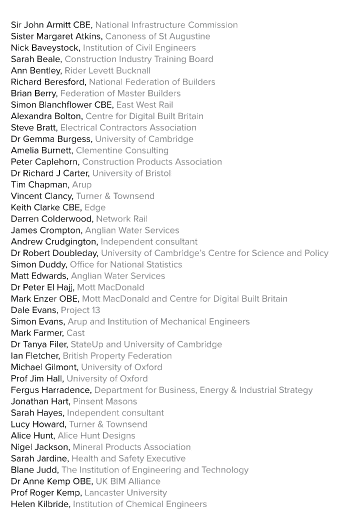 Sir John Armitt CBE, National Infrastructure Commission
Sister Margaret Atkins, Canoness of St Augustine
Nick Baveystock, Institution of Civil Engineers
Sarah Beale, Construction Industry Training Board
Ann Bentley, Rider Levett Bucknall
Richard Beresford, National Federation of Builders
Brian Berry, Federation of Master Builders
Simon Blanchflower CBE, East West Rail
Alexandra Bolton, Centre for Digital Built Britain
Steve Bratt, Electrical Contractors Association
Dr Gemma Burgess, University of Cambridge
Amelia Burnett, Clementine Consulting
Peter Caplehorn, Construction Products Association
Dr Richard J Carter, University of Bristol
Tim Chapman, Arup
Vincent Clancy, Turner & Townsend
Keith Clarke CBE, Edge
Darren Colderwood, Network Rail
James Crompton, Anglian Water Services
Andrew Crudgington, Independent consultant
Dr Robert Doubleday, University of Cambridge's Centre for Science and Policy
Simon Duddy, Office for National Statistics
Matt Edwards, Anglian Water Services
Dr Peter El Hajj, Mott MacDonald
Mark Enzer OBE, Mott MacDonald and Centre for Digital Built Britain
Dale Evans, Project 13
Simon Evans, Arup and Institution of Mechanical Engineers
Mark Farmer, Cast
Dr Tanya Filer, StateUp and University of Cambridge
Ian Fletcher, British Property Federation
Michael Gilmont, University of Oxford
Prof Jim Hall, University of Oxford
Fergus Harradence, Department for Business, Energy & Industrial Strategy
Jonathan Hart, Pinsent Masons
Sarah Hayes, Independent consultant
Lucy Howard, Turner & Townsend
Alice Hunt, Alice Hunt Designs
Nigel Jackson, Mineral Products Association
Sarah Jardine, Health and Safety Executive
Blane Judd, The Institution of Engineering and Technology
Dr Anne Kemp OBE, UK BIM Alliance
Prof Roger Kemp, Lancaster University
Helen Kilbride, Institution of Chemical Engineers